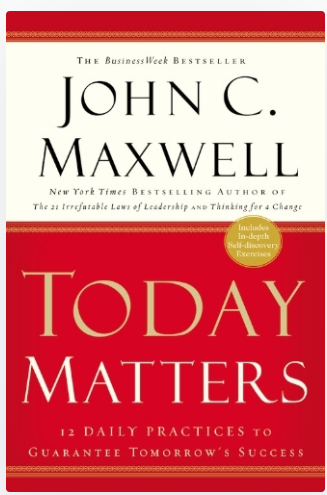 THE BusinessWeek BESTSELLER
JOHN C.
MAXWELL
New York Times BESTSELLING AUTHOR OF
The 21 Irrefutable Laws of Leadership AND Thinking for a Change
Includes
In-depth
Self-discovery
Exercises
TODAY
MATTERS
12 DAILY PRACTICES TO
GUARANTEE TOMORROW'S SUCCESS